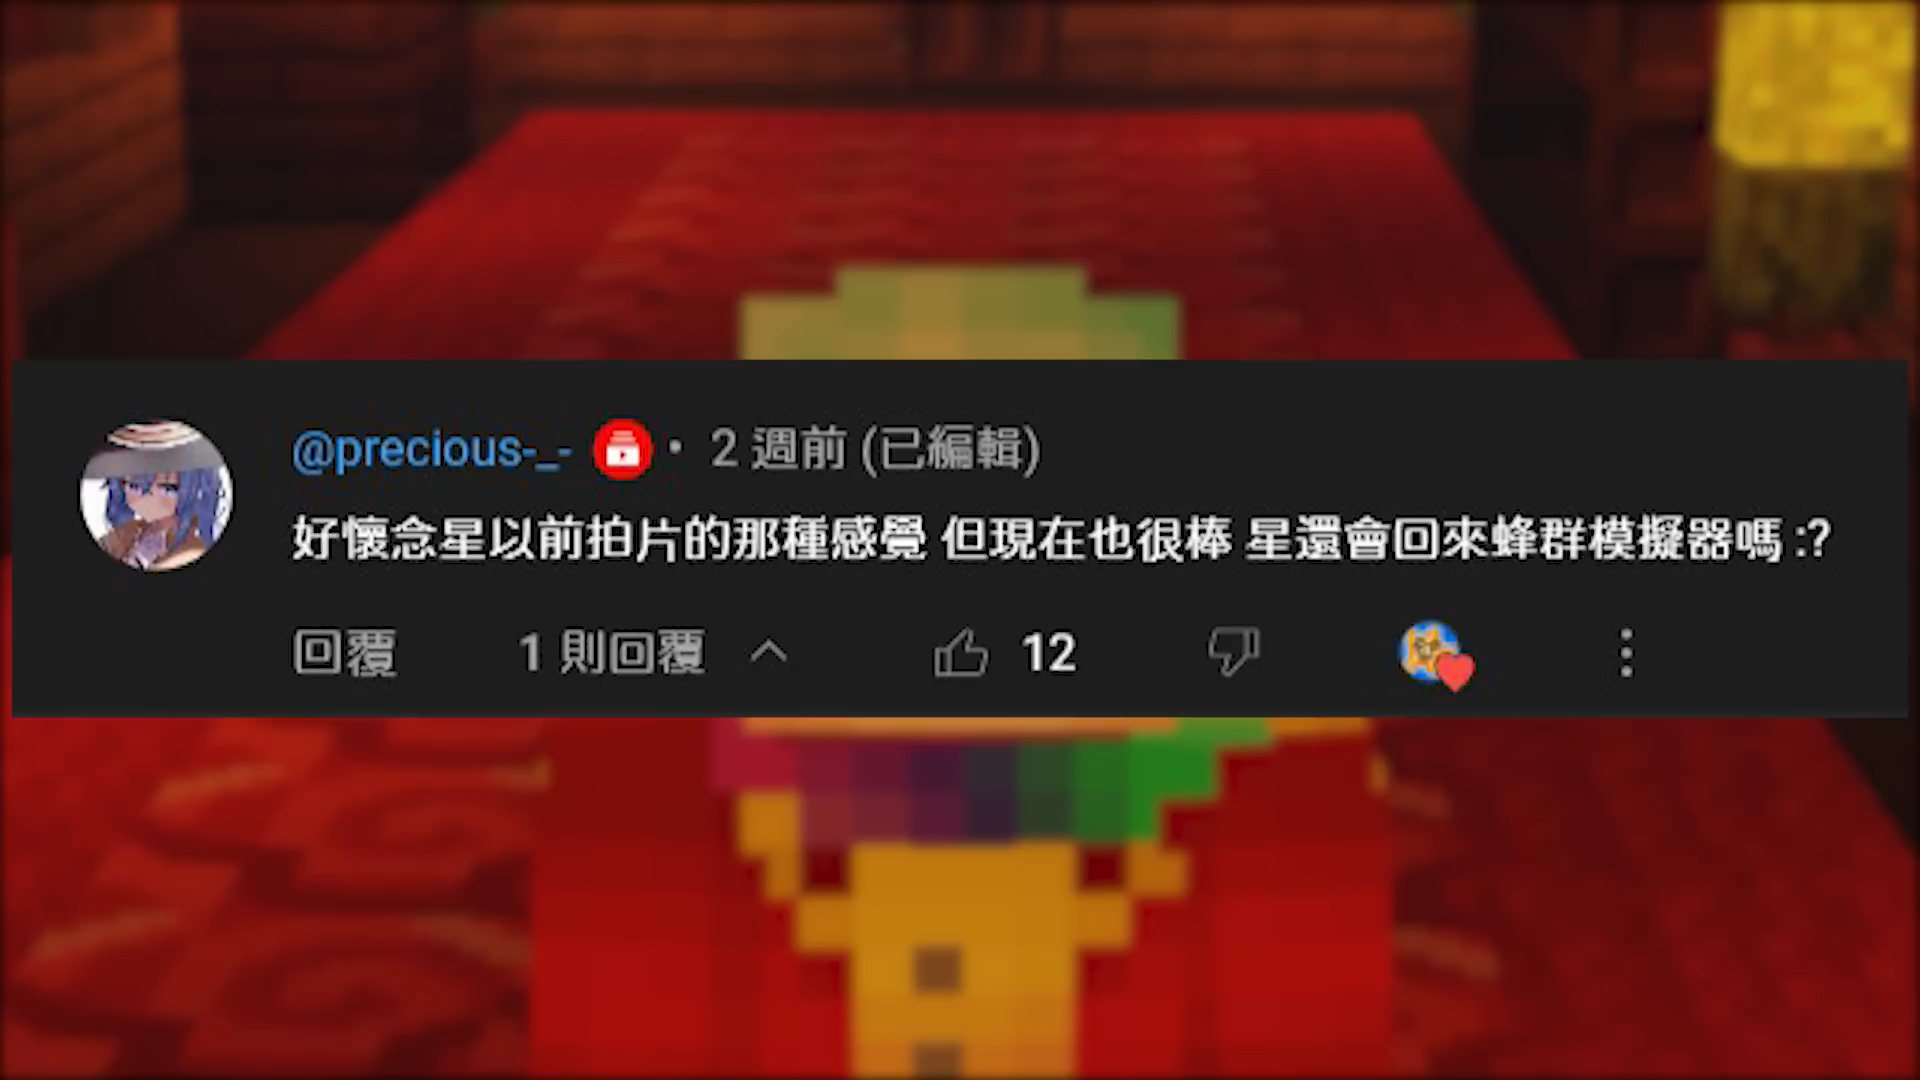 @precious-_- • 2 週前 (已編輯)
好懷念星以前拍片的那種感覺 但現在也很棒 星還會回來蜂群模擬器嗎 :?
回覆 1 則回覆 12